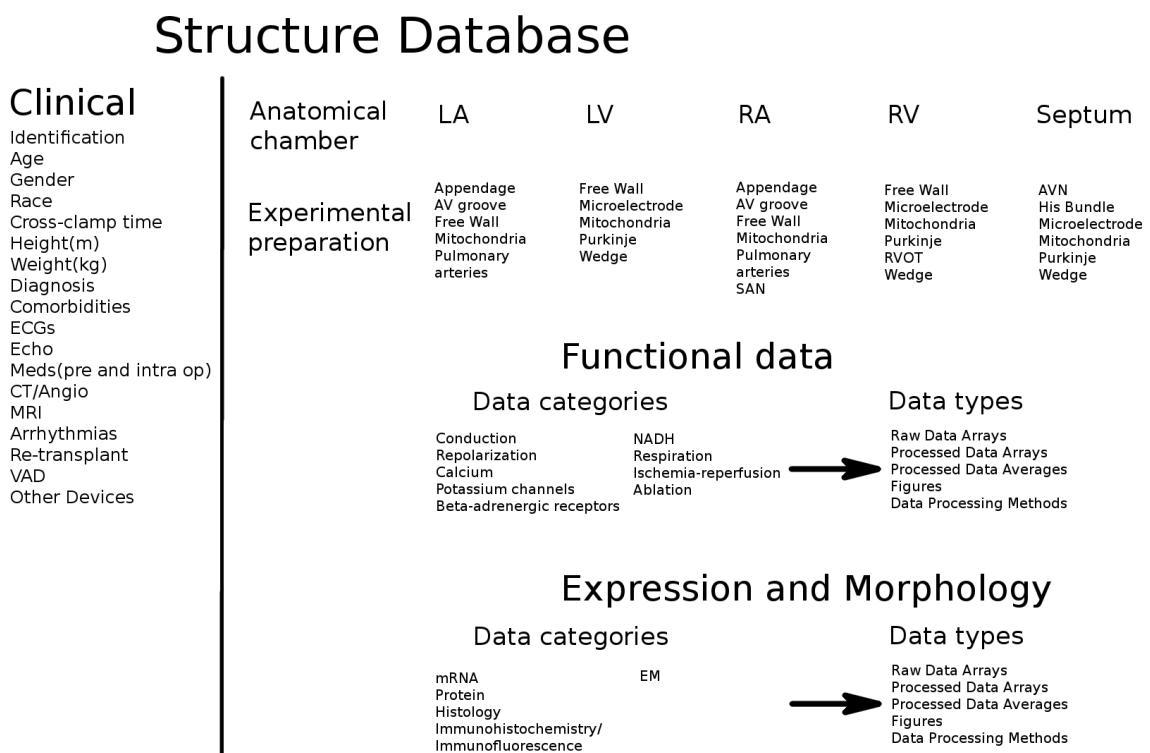 Structure Database
Clinical
Identification
Age
Gender
Race
Cross-clamp time
Height(m)
Weight(kg)
Diagnosis
Comorbidities
ECGs
Echo
Meds(pre and intra op)
CT/Angio
MRI
Arrhythmias
Re-transplant
VAD
Other Devices
Anatomical
chamber
LA
LV
RA
RV
Septum
Experimental
preparation
Appendage
AV groove
Free Wall
Mitochondria
Pulmonary
arteries
Free Wall
Microelectrode
Mitochondria
Purkinje
Wedge
Appendage
AV groove
Free Wall
Mitochondria
Pulmonary
arteries
SAN
Free Wall
Microelectrode
Mitochondria
Purkinje
RVOT
Wedge
AVN
His Bundle
Microelectrode
Mitochondria
Purkinje
Wedge
Functional data
Data categories
Conduction
Repolarization
Calcium
Potassium channels
Beta-adrenergic receptors
NADH
Respiration
Ischemia-reperfusion
Ablation
Data types
Raw Data Arrays
Processed Data Arrays
Processed Data Averages
Figures
Data Processing Methods
Expression and Morphology
Data categories
mRNA
Protein
Histology
Immunohistochemistry/
Immunofluorescence
EM
Data types
Raw Data Arrays
Processed Data Arrays
Processed Data Averages
Figures
Data Processing Methods